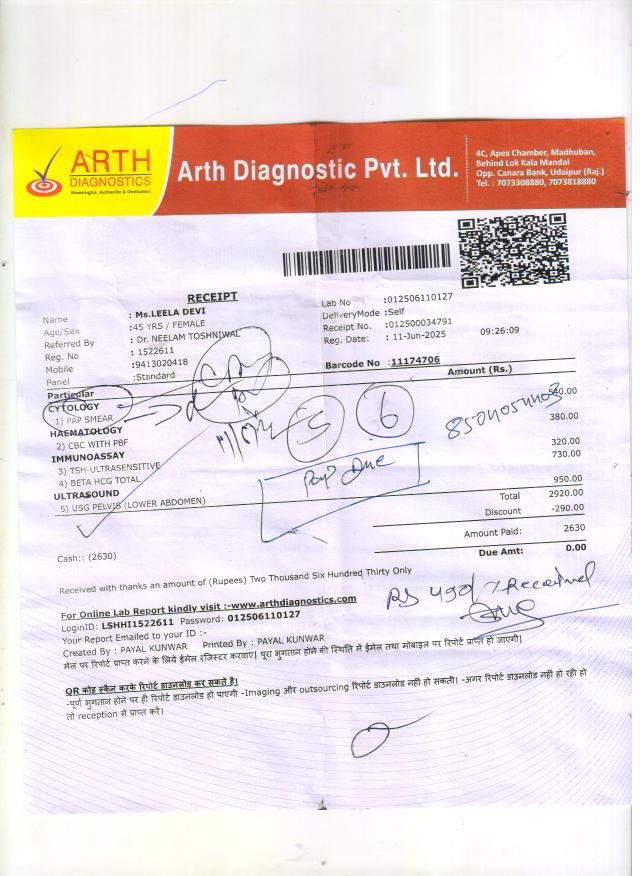 ARTH
DIAGNOSTICS
Meaningful, Authentic & Dedicated
Arth Diagnostic Pvt. Ltd.
4C, Apex Chamber, Madhuban,
Behind Lok Kala Mandal
Opp. Canara Bank, Udaipur (Raj.)
Tel. : 7073308880, 7073818880
RECEIPT
Name : Ms.LEELA DEVI
Age/Sex :45 YRS / FEMALE
Referred By : Dr. NEELAM TOSHNIWAL
Reg. No : 1522611
Mobile :9413020418
Panel :Standard
Lab No :012506110127
DeliveryMode :Self
Receipt No. :012500034791
Reg. Date: : 11-Jun-2025 09:26:09
Barcode No :11174706
Particular Amount (Rs.)
CYTOLOGY
1) PAP SMEAR 540.00
HAEMATOLOGY
2) CBC WITH PBF 380.00
IMMUNOASSAY
3) TSH-ULTRASENSITIVE 320.00
4) BETA HCG TOTAL 730.00
ULTRASOUND
5) USG PELVIS (LOWER ABDOMEN) 950.00
5
6
Pap Due
Total 2920.00
Discount -290.00
Amount Paid: 2630
Due Amt: 0.00
Cash:: (2630)
Received with thanks an amount of (Rupees) Two Thousand Six Hundred Thirty Only
RS 490/- Received
For Online Lab Report kindly visit :-www.arthdiagnostics.com
LoginID: LSHHI1522611 Password: 012506110127
Your Report Emailed to your ID :-
Created By : PAYAL KUNWAR Printed By : PAYAL KUNWAR
मेल पर रिपोर्ट प्राप्त करने के लिये ईमेल रजिस्टर करवाए। पूरा भुगतान होने की स्थिति में ईमेल तथा मोबाइल पर रिपोर्ट प्राप्त हो जाएगी।
QR कोड स्कैन करके रिपोर्ट डाउनलोड कर सकते है।
-पूर्ण भुगतान होने पर ही रिपोर्ट डाउनलोड हो पाएगी -Imaging और outsourcing रिपोर्ट डाउनलोड नही हो सकती। -अगर रिपोर्ट डाउनलोड नहीं हो रही हो
तो reception से प्राप्त करें।